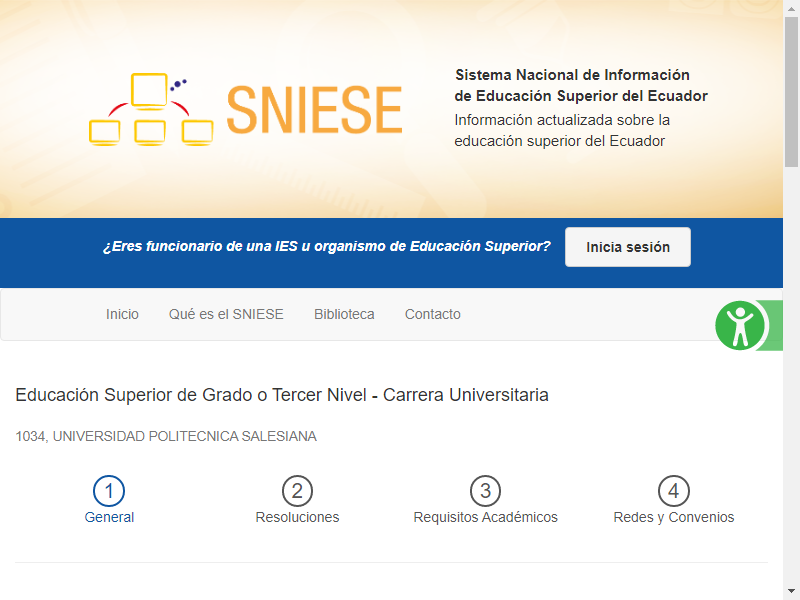 SNIESE
Sistema Nacional de Información
de Educación Superior del Ecuador
Información actualizada sobre la
educación superior del Ecuador
¿Eres funcionario de una IES u organismo de Educación Superior?
Inicia sesión
Inicio
Qué es el SNIESE
Biblioteca
Contacto
Educación Superior de Grado o Tercer Nivel - Carrera Universitaria
1034, UNIVERSIDAD POLITECNICA SALESIANA
1
General
2
Resoluciones
3
Requisitos Académicos
4
Redes y Convenios